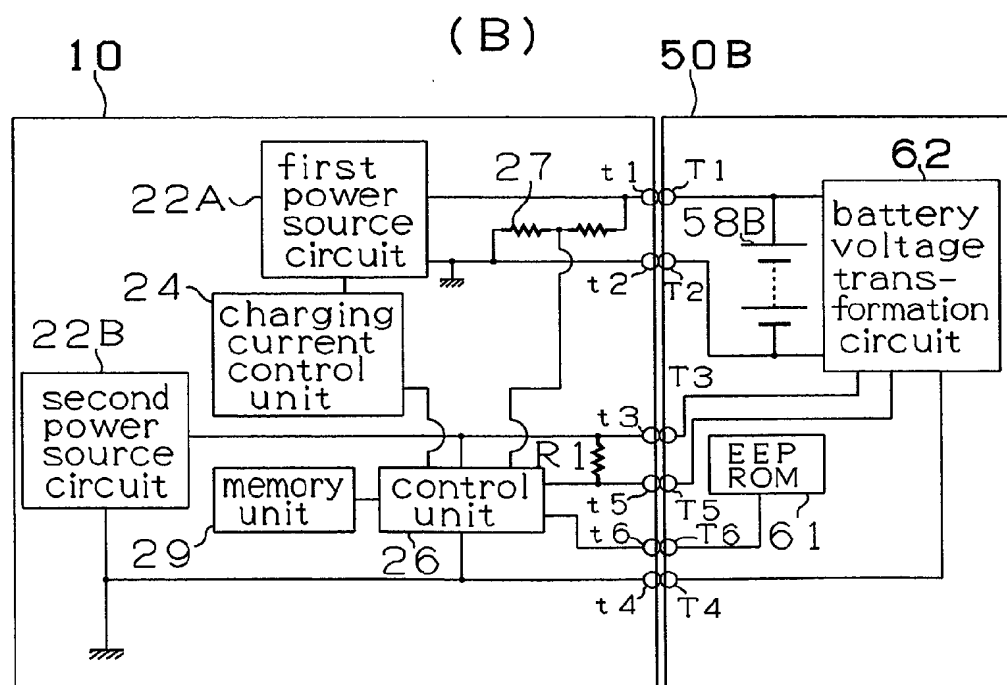 (B)
10
50B
22A
first
power
source
circuit
27
t1
T1
58B
62
battery
voltage
trans-
formation
circuit
t2
T2
24
charging
current
control
unit
22B
second
power
source
circuit
T3
t3
R1
EEP
ROM
61
memory
unit
29
control
unit
26
t5
T5
t6
T6
t4
T4